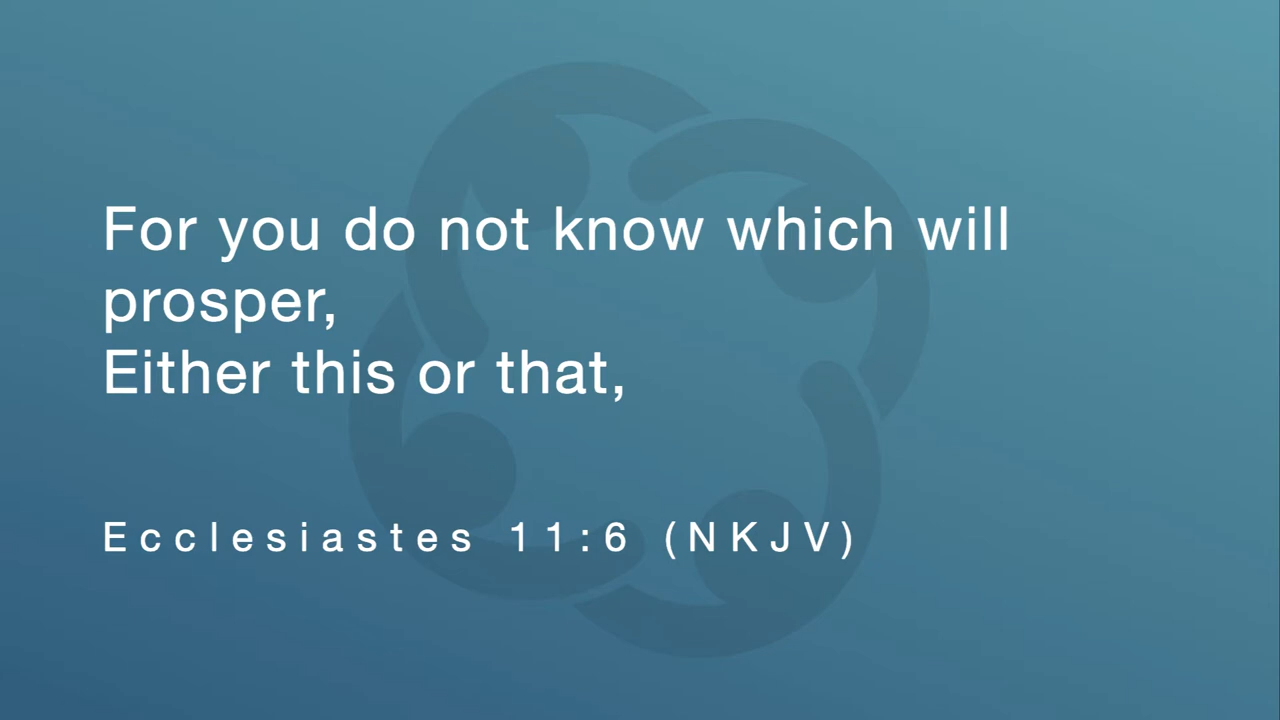 For you do not know which will
prosper,
Either this or that,
Ecclesiastes 11:6 (NKJV)